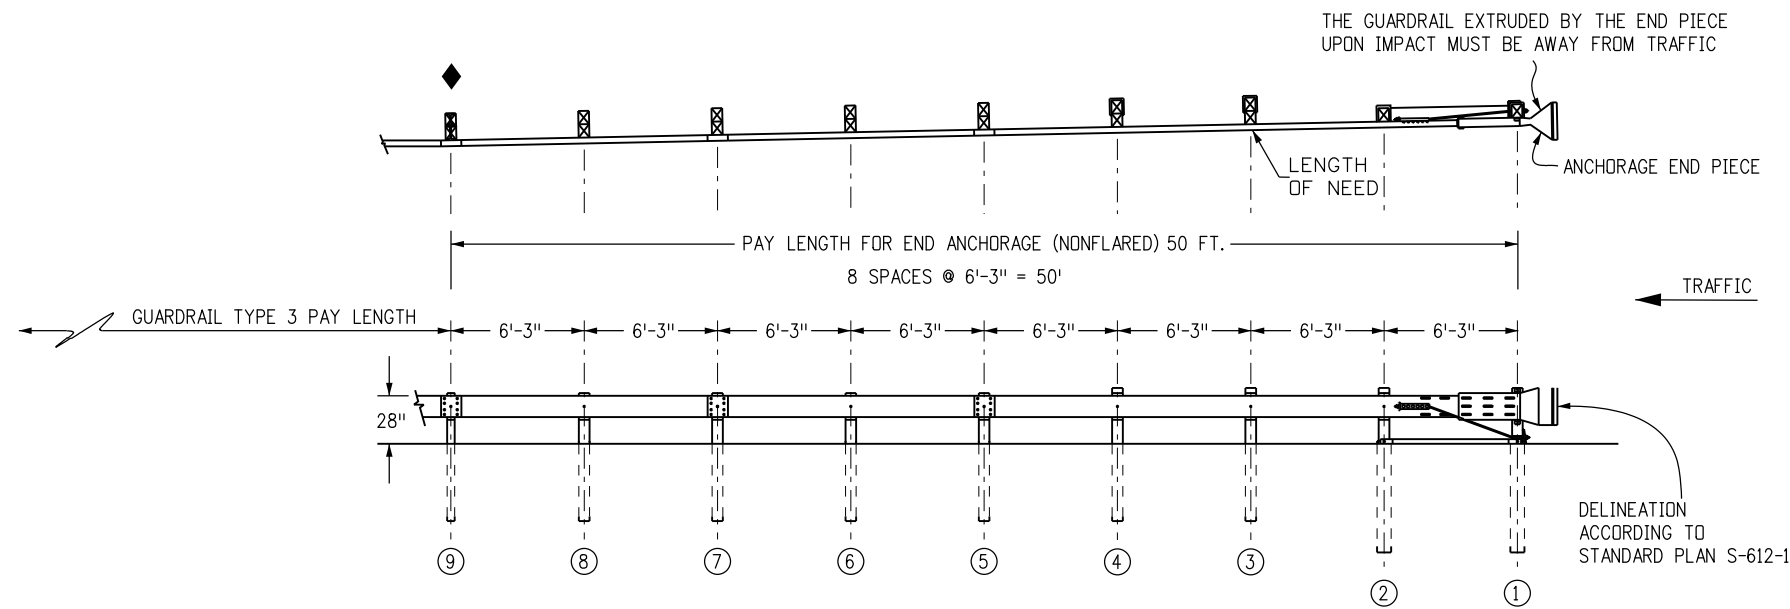 THE GUARDRAIL EXTRUDED BY THE END PIECE
UPON IMPACT MUST BE AWAY FROM TRAFFIC
LENGTH
OF NEED
ANCHORAGE END PIECE
PAY LENGTH FOR END ANCHORAGE (NONFLARED) 50 FT.
8 SPACES @ 6'-3" = 50'
TRAFFIC
GUARDRAIL TYPE 3 PAY LENGTH
6'-3" 6'-3" 6'-3" 6'-3" 6'-3" 6'-3" 6'-3" 6'-3"
28"
DELINEATION
ACCORDING TO
STANDARD PLAN S-612-1
9 8 7 6 5 4 3
2 1